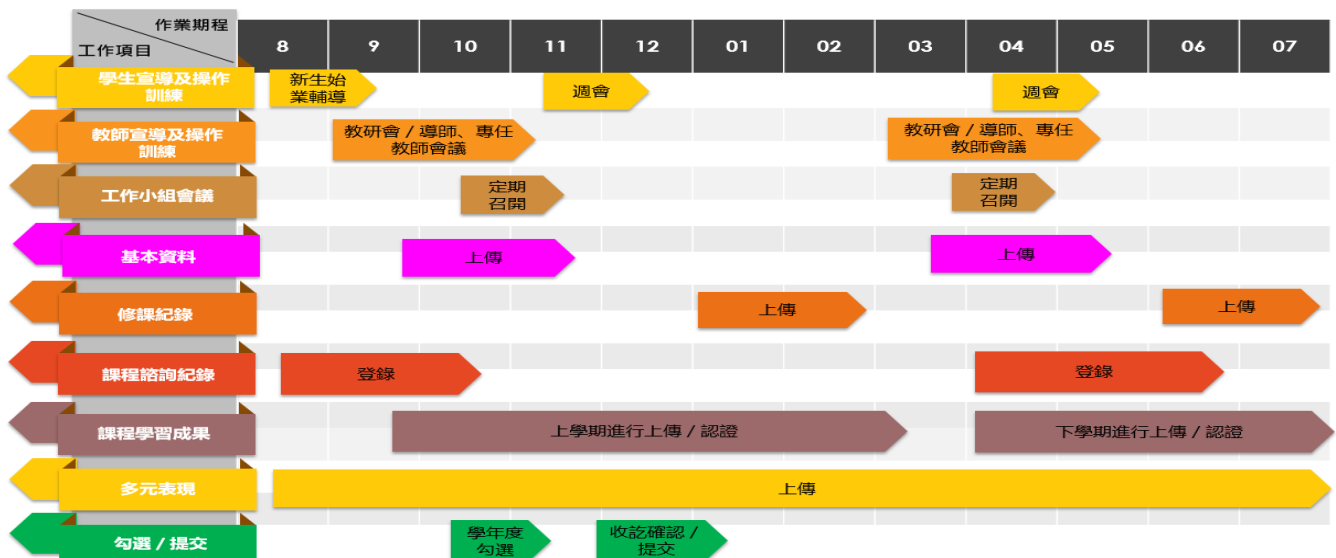 作業期程
工作項目
8 9 10 11 12 01 02 03 04 05 06 07
學生宣導及操作
訓練
新生始
業輔導
週會
週會
教師宣導及操作
訓練
教研會 / 導師、專任
教師會議
教研會 / 導師、專任
教師會議
工作小組會議
定期
召開
定期
召開
基本資料
上傳
上傳
修課紀錄
上傳
上傳
課程諮詢紀錄
登錄
登錄
課程學習成果
上學期進行上傳 / 認證
下學期進行上傳 / 認證
多元表現
上傳
勾選 / 提交
學年度
勾選
收訖確認 /
提交